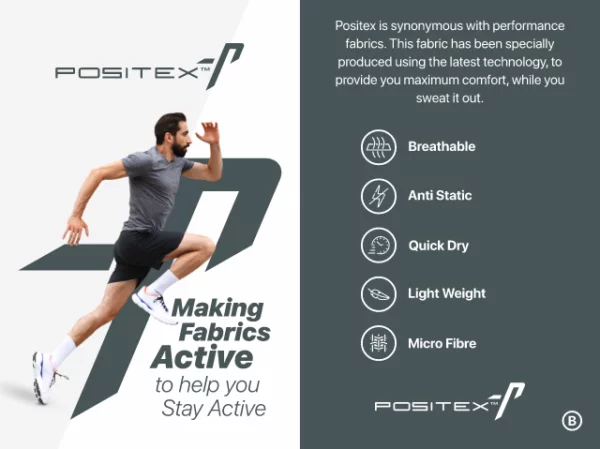 POSITEX™
Making
Fabrics
Active
to help you
Stay Active
Positex is synonymous with performance
fabrics. This fabric has been specially
produced using the latest technology, to
provide you maximum comfort, while you
sweat it out.
Breathable
Anti Static
Quick Dry
Light Weight
Micro Fibre
POSITEX™
B